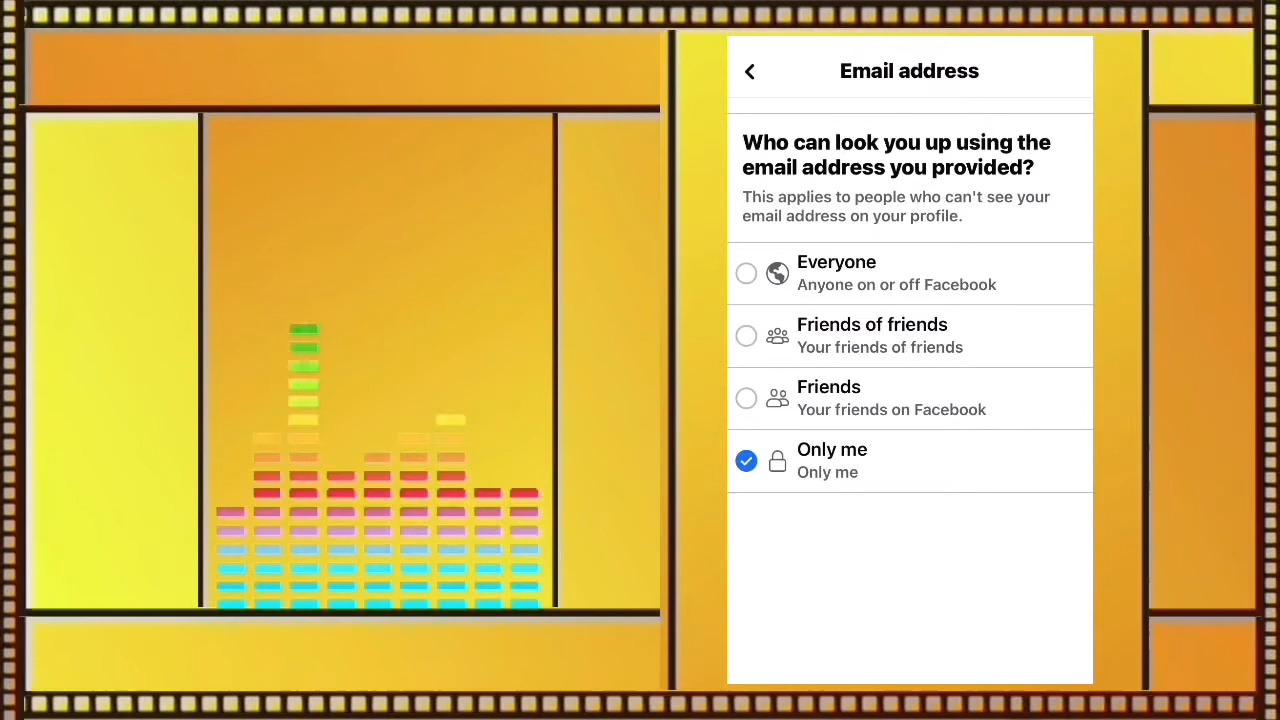 Email address
Who can look you up using the
email address you provided?
This applies to people who can't see your
email address on your profile.
Everyone
Anyone on or off Facebook
Friends of friends
Your friends of friends
Friends
Your friends on Facebook
Only me
Only me